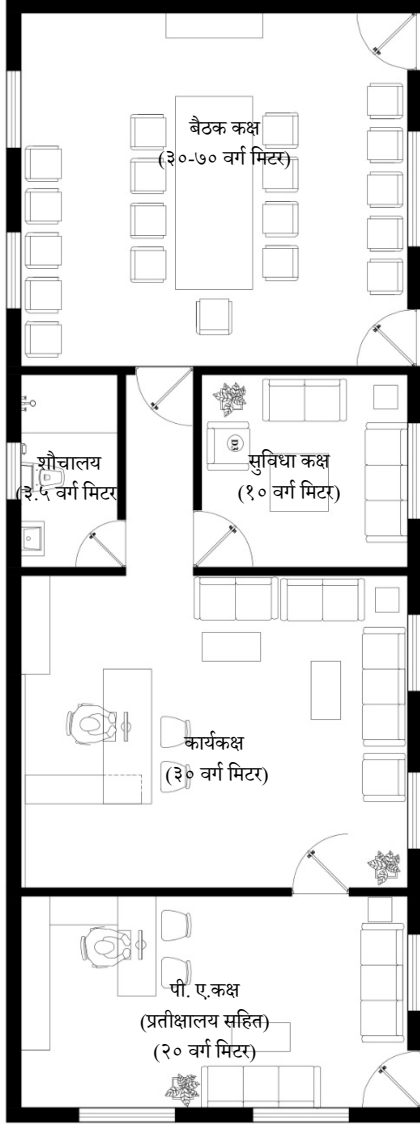 बैठक कक्ष
(३०-७० वर्ग मिटर)
शौचालय
(३.५ वर्ग मिटर
सुविधा कक्ष
(१० वर्ग मिटर)
कार्यकक्ष
(३० वर्ग मिटर)
पी. ए.कक्ष
(प्रतीक्षालय सहित)
(२० वर्ग मिटर)